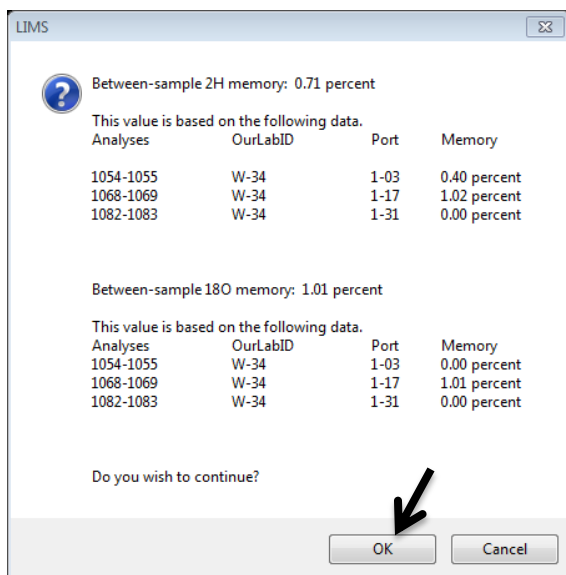 LIMS
Between-sample 2H memory: 0.71 percent
This value is based on the following data.
Analyses OurLabID Port Memory
1054-1055 W-34 1-03 0.40 percent
1068-1069 W-34 1-17 1.02 percent
1082-1083 W-34 1-31 0.00 percent
Between-sample 18O memory: 1.01 percent
This value is based on the following data.
Analyses OurLabID Port Memory
1054-1055 W-34 1-03 0.00 percent
1068-1069 W-34 1-17 1.01 percent
1082-1083 W-34 1-31 0.00 percent
Do you wish to continue?
OK Cancel